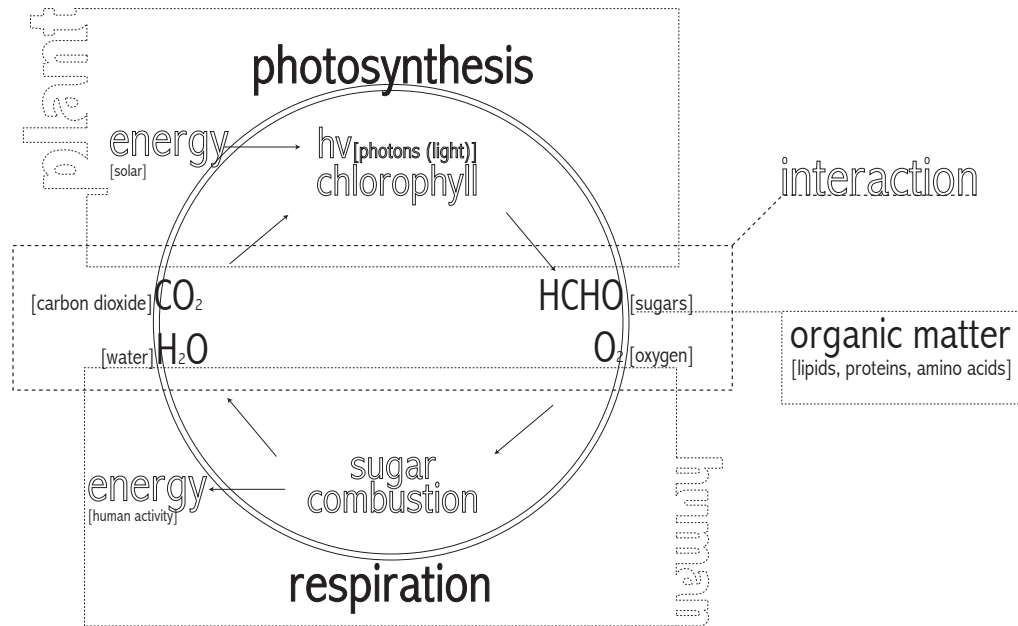 plant
photosynthesis
energy
[solar]
hv[photons (light)]
chlorophyll
interaction
[carbon dioxide]CO₂
HCHO[sugars]
[water]H₂O
O₂[oxygen]
organic matter
[lipids, proteins, amino acids]
sugar
combustion
energy
[human activity]
human
respiration